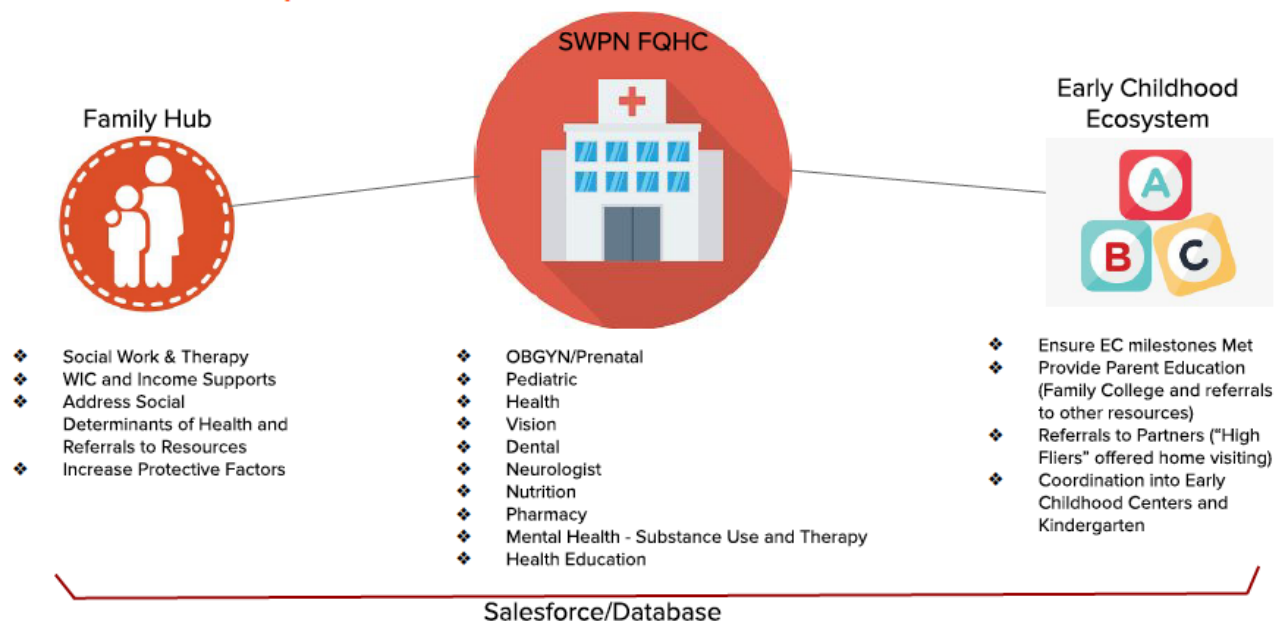 SWPN FQHC
Family Hub
Early Childhood
Ecosystem
A
B
C
❖ Social Work & Therapy
❖ WIC and Income Supports
❖ Address Social
Determinants of Health and
Referrals to Resources
❖ Increase Protective Factors
❖ OBGYN/Prenatal
❖ Pediatric
❖ Health
❖ Vision
❖ Dental
❖ Neurologist
❖ Nutrition
❖ Pharmacy
❖ Mental Health - Substance Use and Therapy
❖ Health Education
❖ Ensure EC milestones Met
❖ Provide Parent Education
(Family College and referrals
to other resources)
❖ Referrals to Partners (“High
Fliers” offered home visiting)
❖ Coordination into Early
Childhood Centers and
Kindergarten
Salesforce/Database